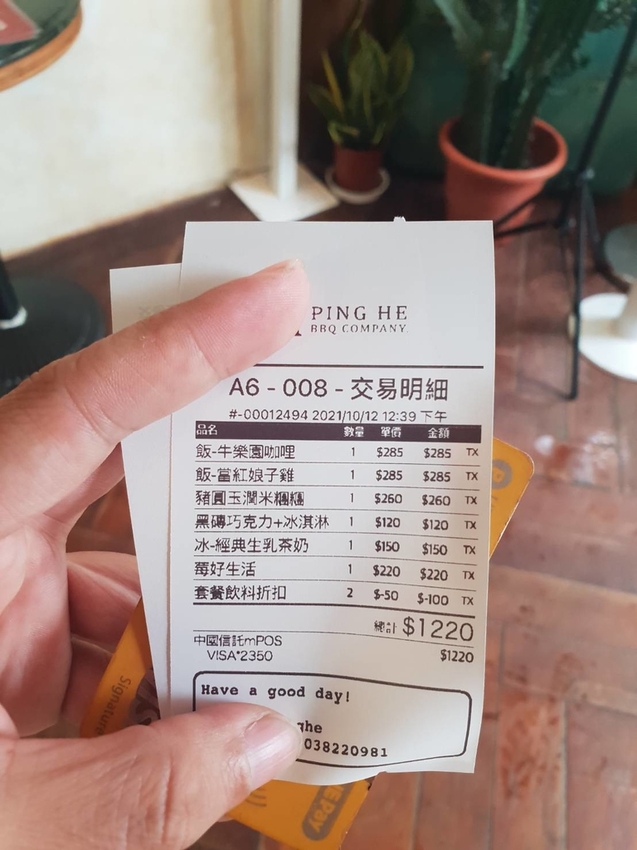 PING HE
BBQ COMPANY.
A6 - 008 - 交易明細
#-00012494 2021/10/12 12:39 下午
品名 數量 單價 金額
飯-牛樂園咖哩 1 $285 $285 TX
飯-當紅娘子雞 1 $285 $285 TX
豬圓玉潤米糰糰 1 $260 $260 TX
黑磚巧克力+冰淇淋 1 $120 $120 TX
冰-經典生乳茶奶 1 $150 $150 TX
莓好生活 1 $220 $220 TX
套餐飲料折扣 2 $-50 $-100 TX
總計 $1220
中國信託mPOS
VISA*2350 $1220
Have a good day!
ghe
038220981
Signature